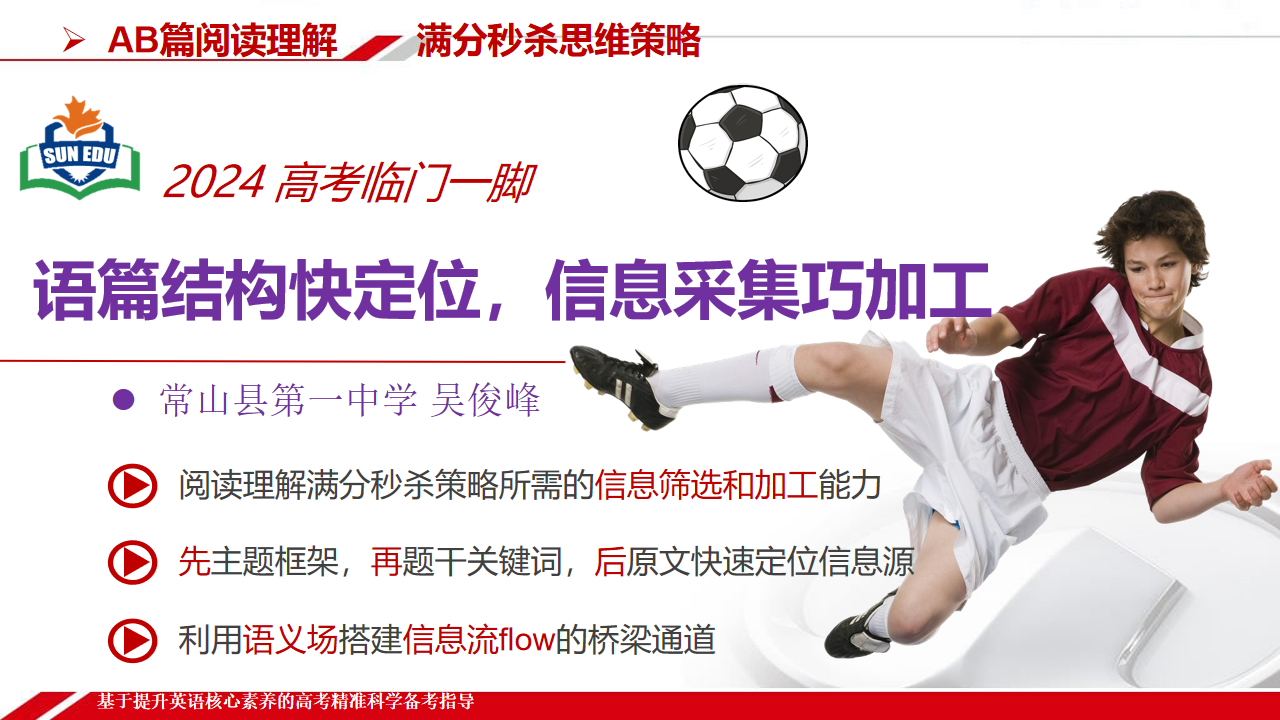 AB篇阅读理解 满分秒杀思维策略
SUN EDU
2024 高考临门一脚
语篇结构快定位，信息采集巧加工
常山县第一中学 吴俊峰
阅读理解满分秒杀策略所需的信息筛选和加工能力
先主题框架，再题干关键词，后原文快速定位信息源
利用语义场搭建信息流flow的桥梁通道
基于提升英语核心素养的高考精准科学备考指导